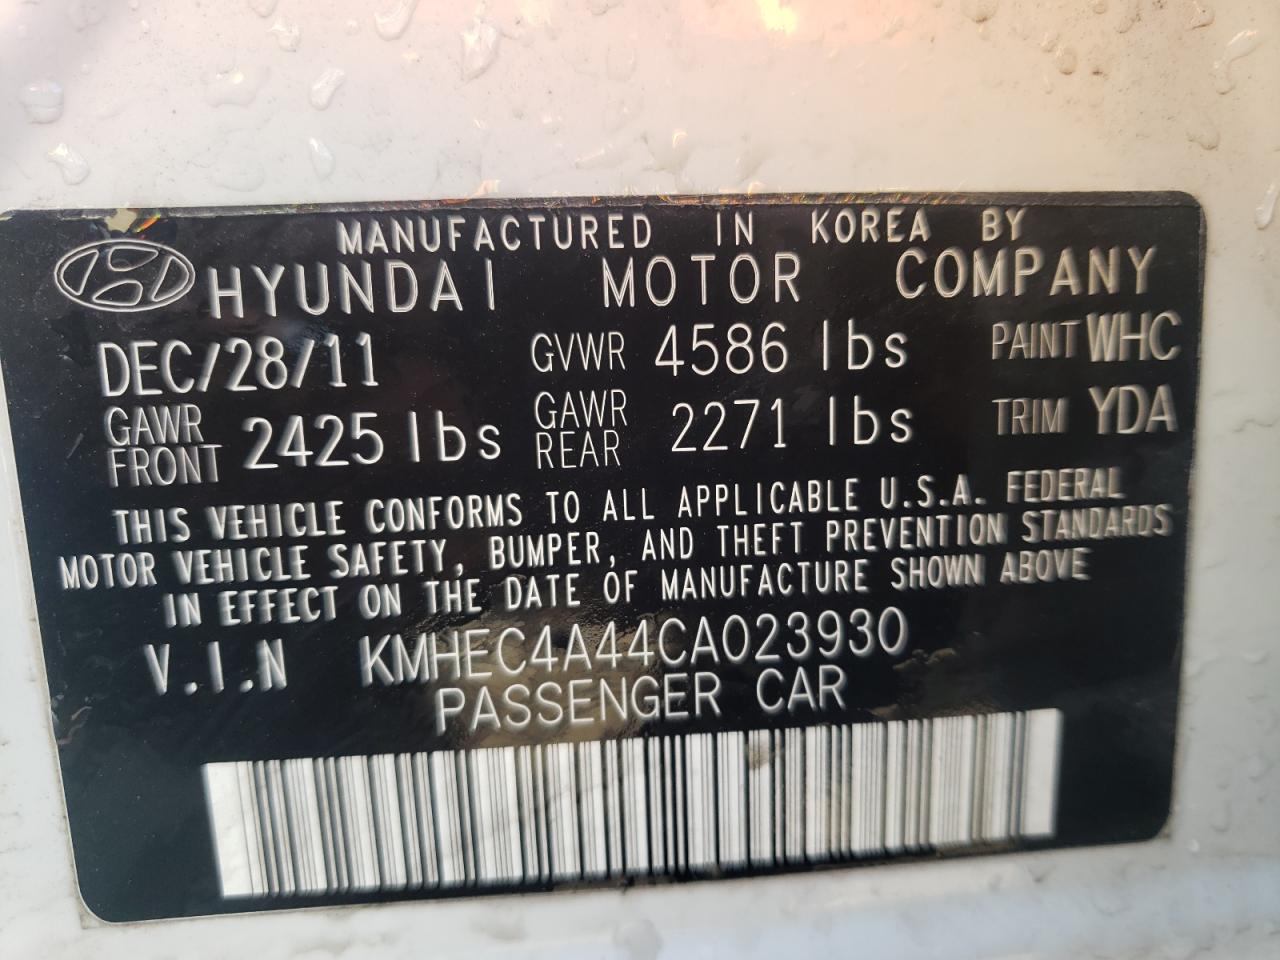 MANUFACTURED IN KOREA BY
HYUNDAI MOTOR COMPANY
DEC/28/11 GVWR 4586 lbs PAINT WHC
GAWR FRONT 2425 lbs GAWR REAR 2271 lbs TRIM YDA
THIS VEHICLE CONFORMS TO ALL APPLICABLE U.S.A. FEDERAL
MOTOR VEHICLE SAFETY, BUMPER, AND THEFT PREVENTION STANDARDS
IN EFFECT ON THE DATE OF MANUFACTURE SHOWN ABOVE
V.I.N KMHEC4A44CA023930
PASSENGER CAR